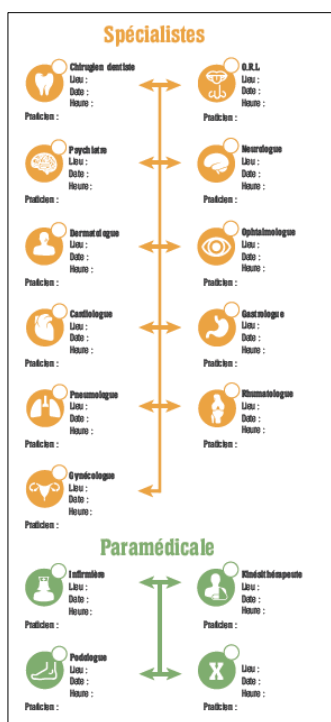 Spécialistes
Chirugien dentiste
Lieu :
Date :
Heure :
Praticien :
O.R.L
Lieu :
Date :
Heure :
Praticien :
Psychiatre
Lieu :
Date :
Heure :
Praticien :
Neurologue
Lieu :
Date :
Heure :
Praticien :
Dermatologue
Lieu :
Date :
Heure :
Praticien :
Ophtalmologue
Lieu :
Date :
Heure :
Praticien :
Cardiologue
Lieu :
Date :
Heure :
Praticien :
Gastrologue
Lieu :
Date :
Heure :
Praticien :
Pneumologue
Lieu :
Date :
Heure :
Praticien :
Rhumatologue
Lieu :
Date :
Heure :
Praticien :
Gynécologue
Lieu :
Date :
Heure :
Praticien :
Paramédicale
Infirmière
Lieu :
Date :
Heure :
Praticien :
Kinésithérapeute
Lieu :
Date :
Heure :
Praticien :
Podologue
Lieu :
Date :
Heure :
Praticien :
X
Lieu :
Date :
Heure :
Praticien :